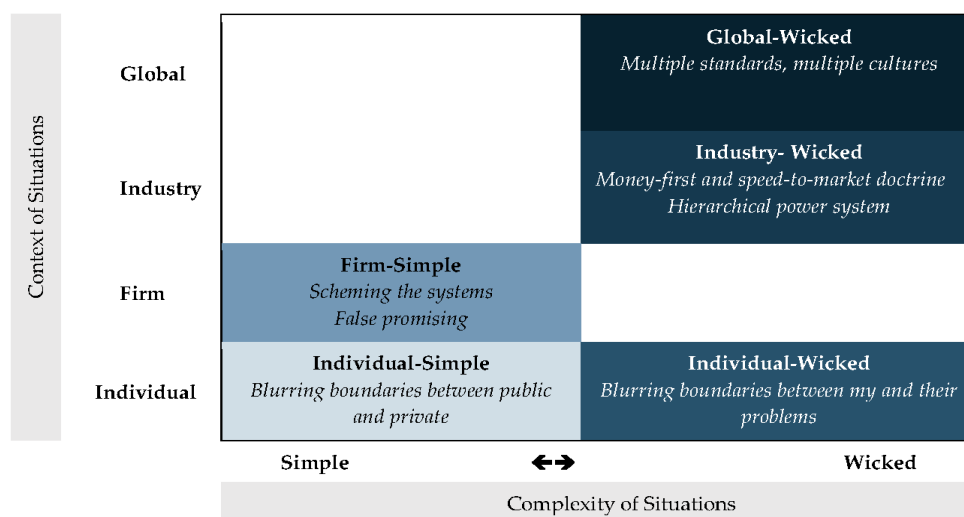 Context of Situations
Global
Global-Wicked
Multiple standards, multiple cultures
Industry
Industry- Wicked
Money-first and speed-to-market doctrine
Hierarchical power system
Firm
Firm-Simple
Scheming the systems
False promising
Individual
Individual-Simple
Blurring boundaries between public
and private
Individual-Wicked
Blurring boundaries between my and their
problems
Simple
Wicked
Complexity of Situations